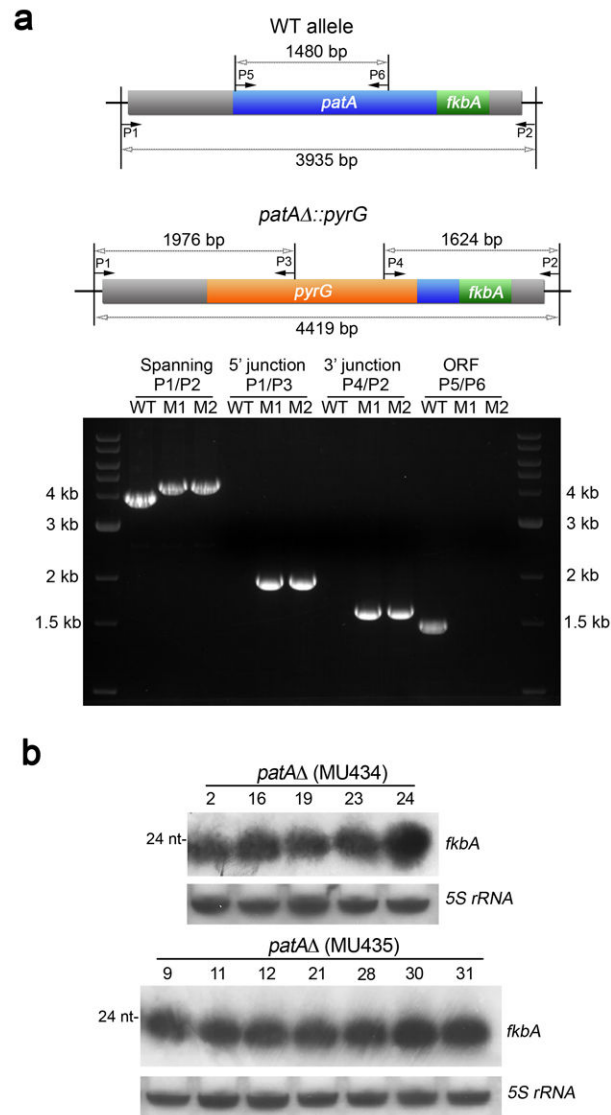 a
WT allele
1480 bp
P5 P6
patA fkbA
P1 P2
3935 bp
patAΔ::pyrG
1976 bp 1624 bp
P1 P3 P4 P2
pyrG fkbA
4419 bp
Spanning 5' junction 3' junction ORF
P1/P2 P1/P3 P4/P2 P5/P6
WT M1 M2 WT M1 M2 WT M1 M2 WT M1 M2
4 kb 4 kb
3 kb 3 kb
2 kb 2 kb
1.5 kb 1.5 kb
b
patAΔ (MU434)
2 16 19 23 24
24 nt- fkbA
5S rRNA
patAΔ (MU435)
9 11 12 21 28 30 31
24 nt- fkbA
5S rRNA